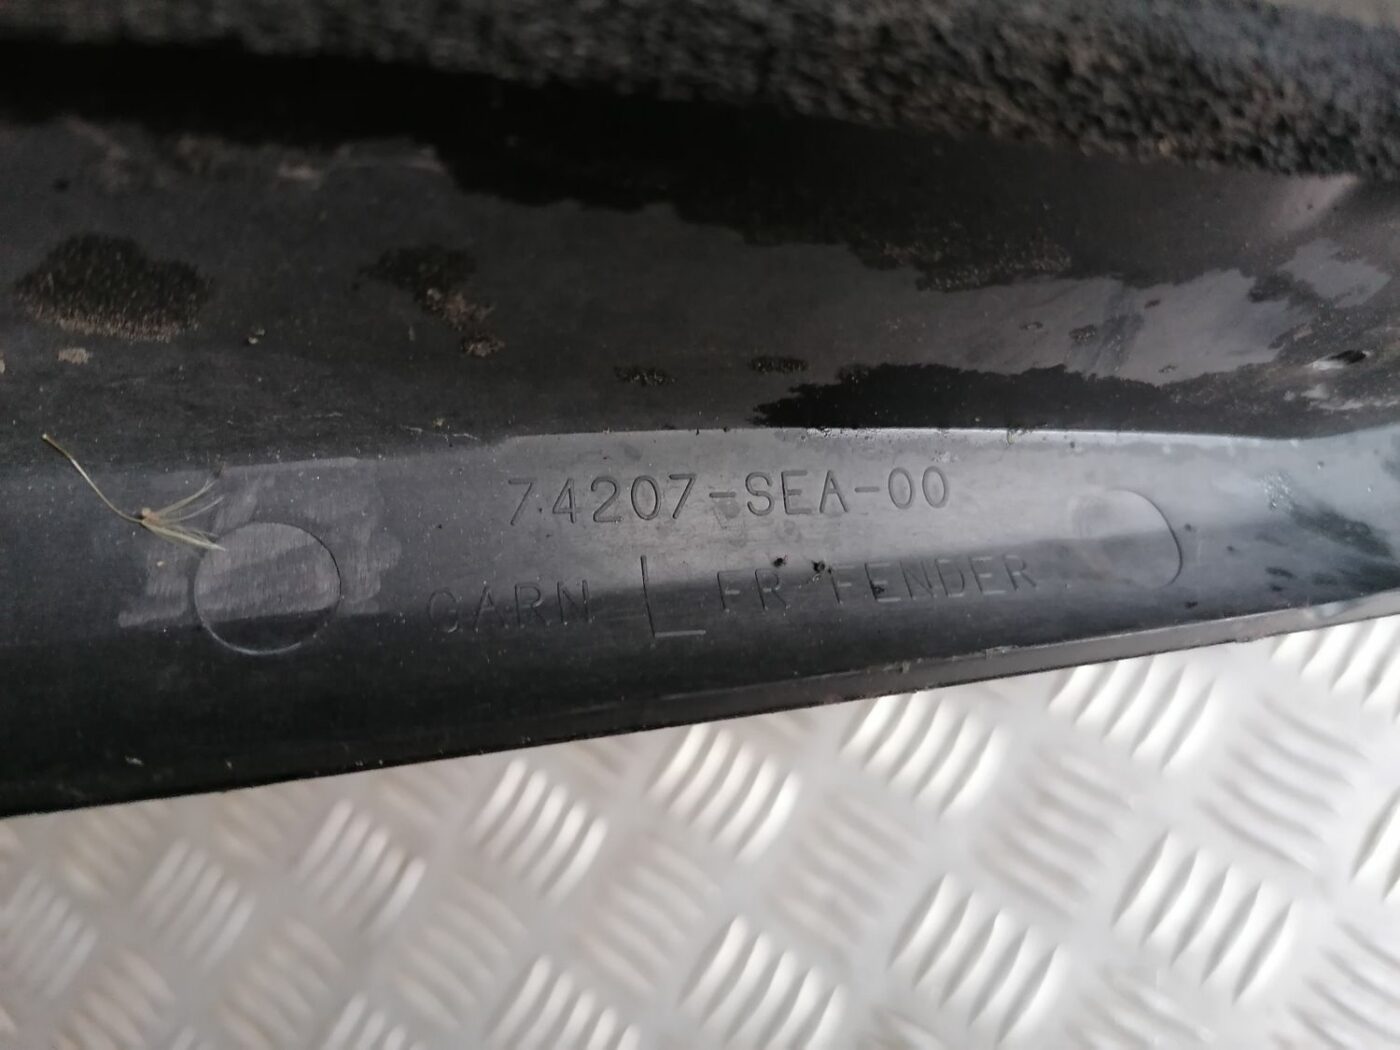 74207-SEA-00
GARN L FR FENDER